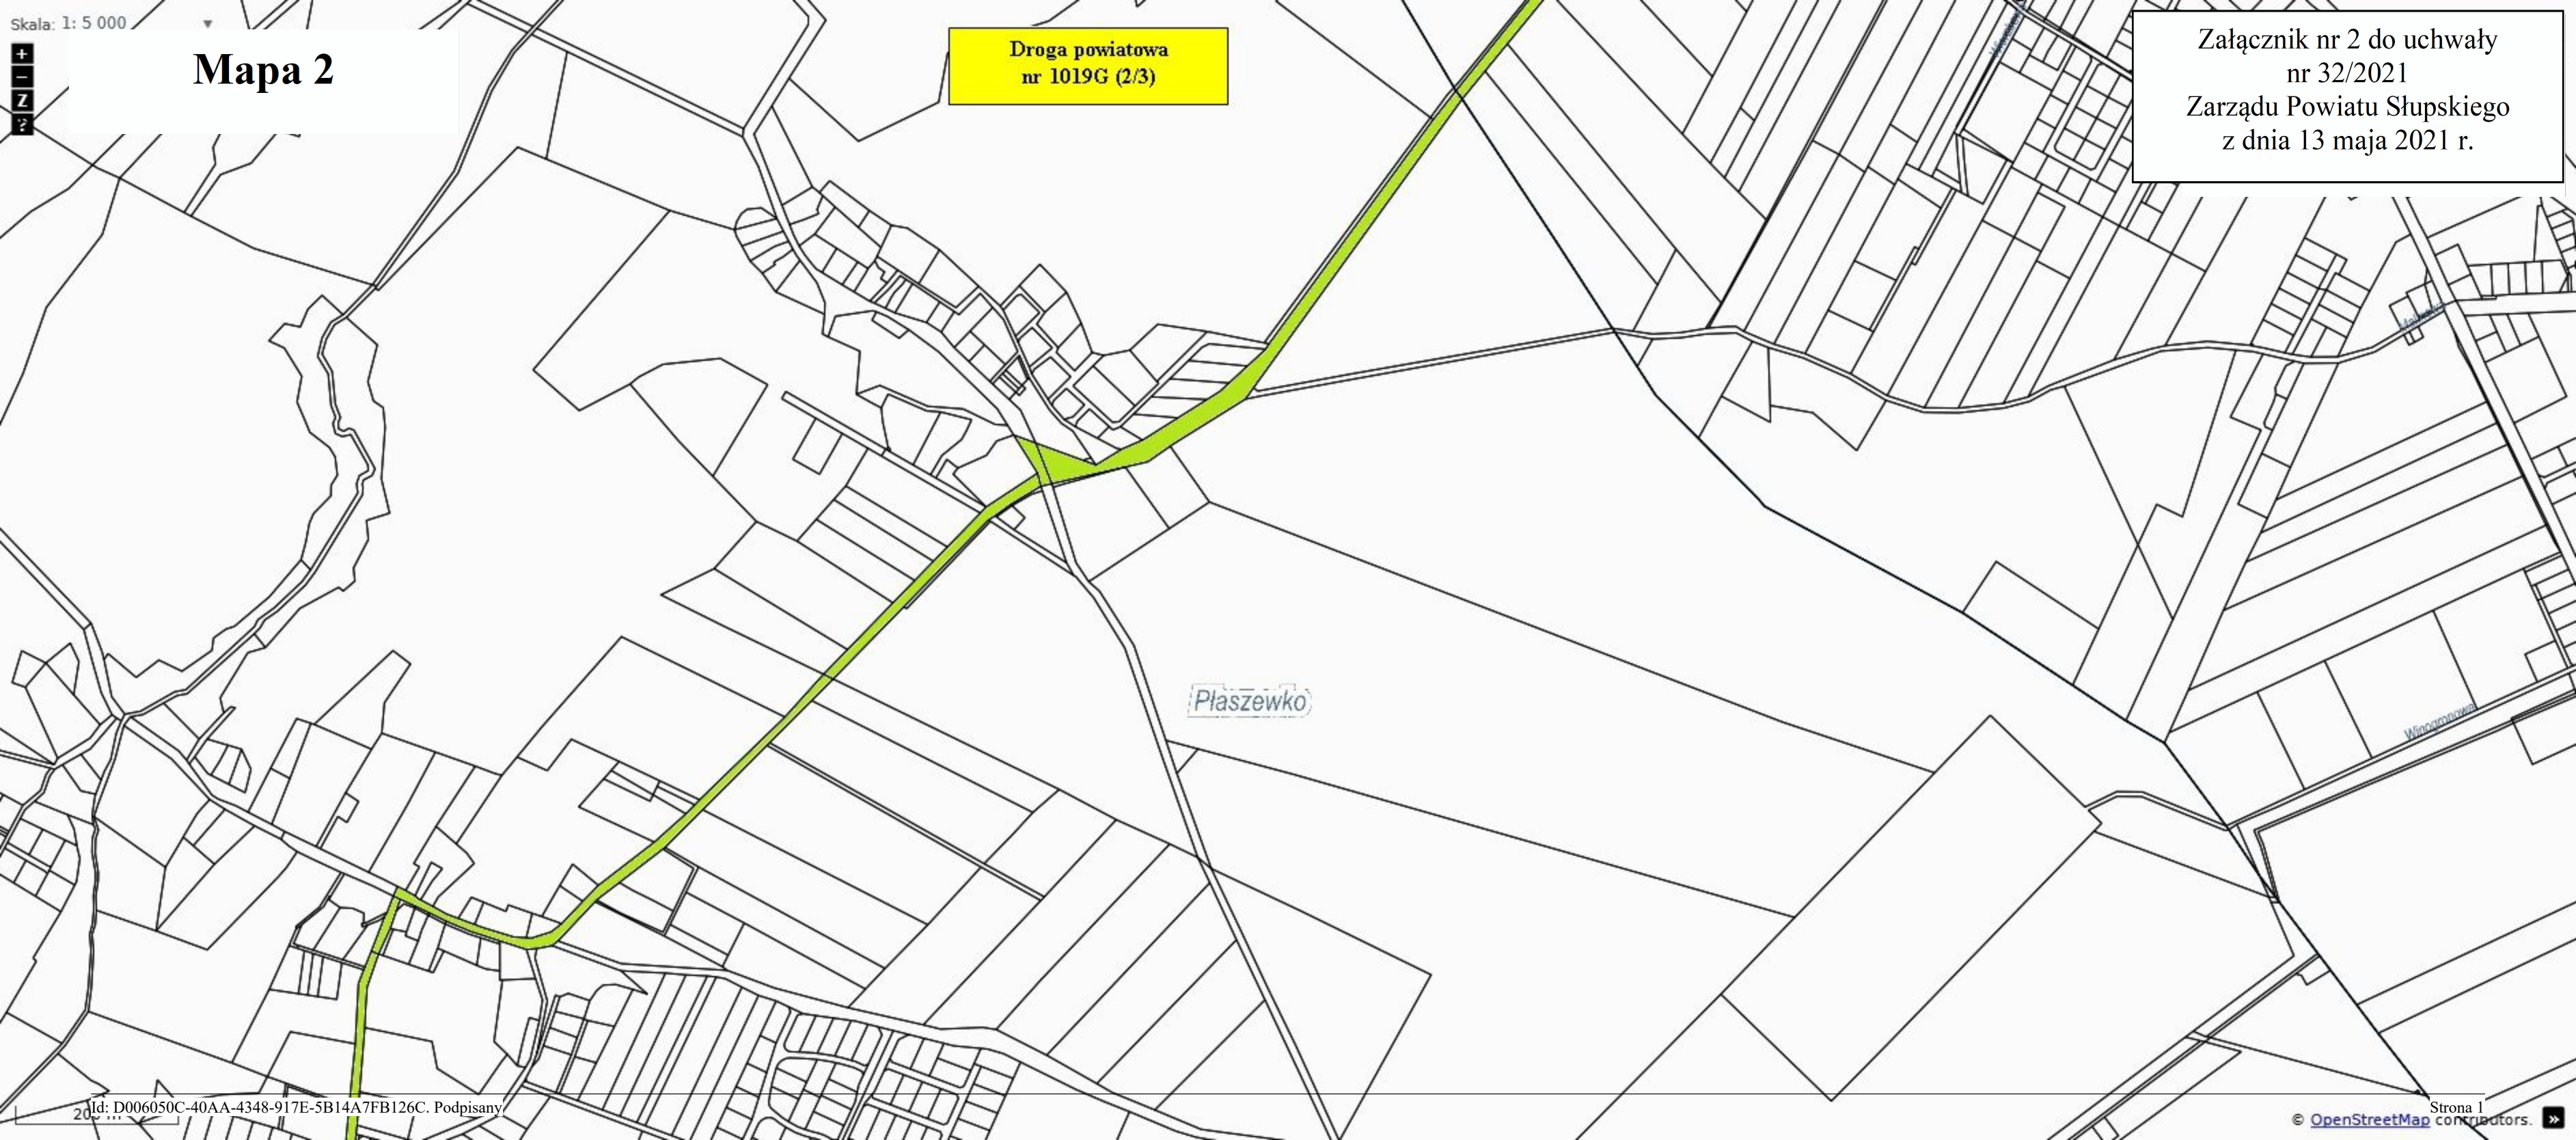 Skala: 1: 5 000
+
−
Z
?
Mapa 2
Droga powiatowa
nr 1019G (2/3)
Załącznik nr 2 do uchwały
nr 32/2021
Zarządu Powiatu Słupskiego
z dnia 13 maja 2021 r.
Płaszewko
Winogronowa
Id: D006050C-40AA-4348-917E-5B14A7FB126C. Podpisany
Strona 1
© OpenStreetMap contributors. »